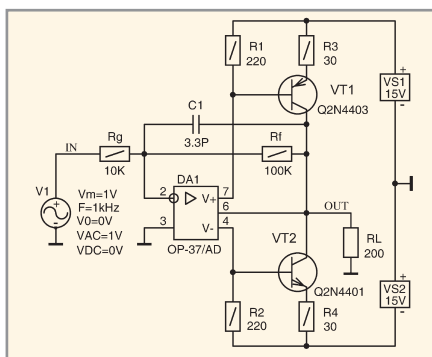 R1
220
R3
30
+
VS1
15V
-
VT1
Q2N4403
C1
3.3P
IN
Rg
10K
Rf
100K
V1
+
-
Vm=1V
F=1kHz
V0=0V
VAC=1V
VDC=0V
DA1
2
V+
7
6
3
V-
4
OP-37/AD
OUT
RL
200
VT2
Q2N4401
R2
220
R4
30
+
VS2
15V
-